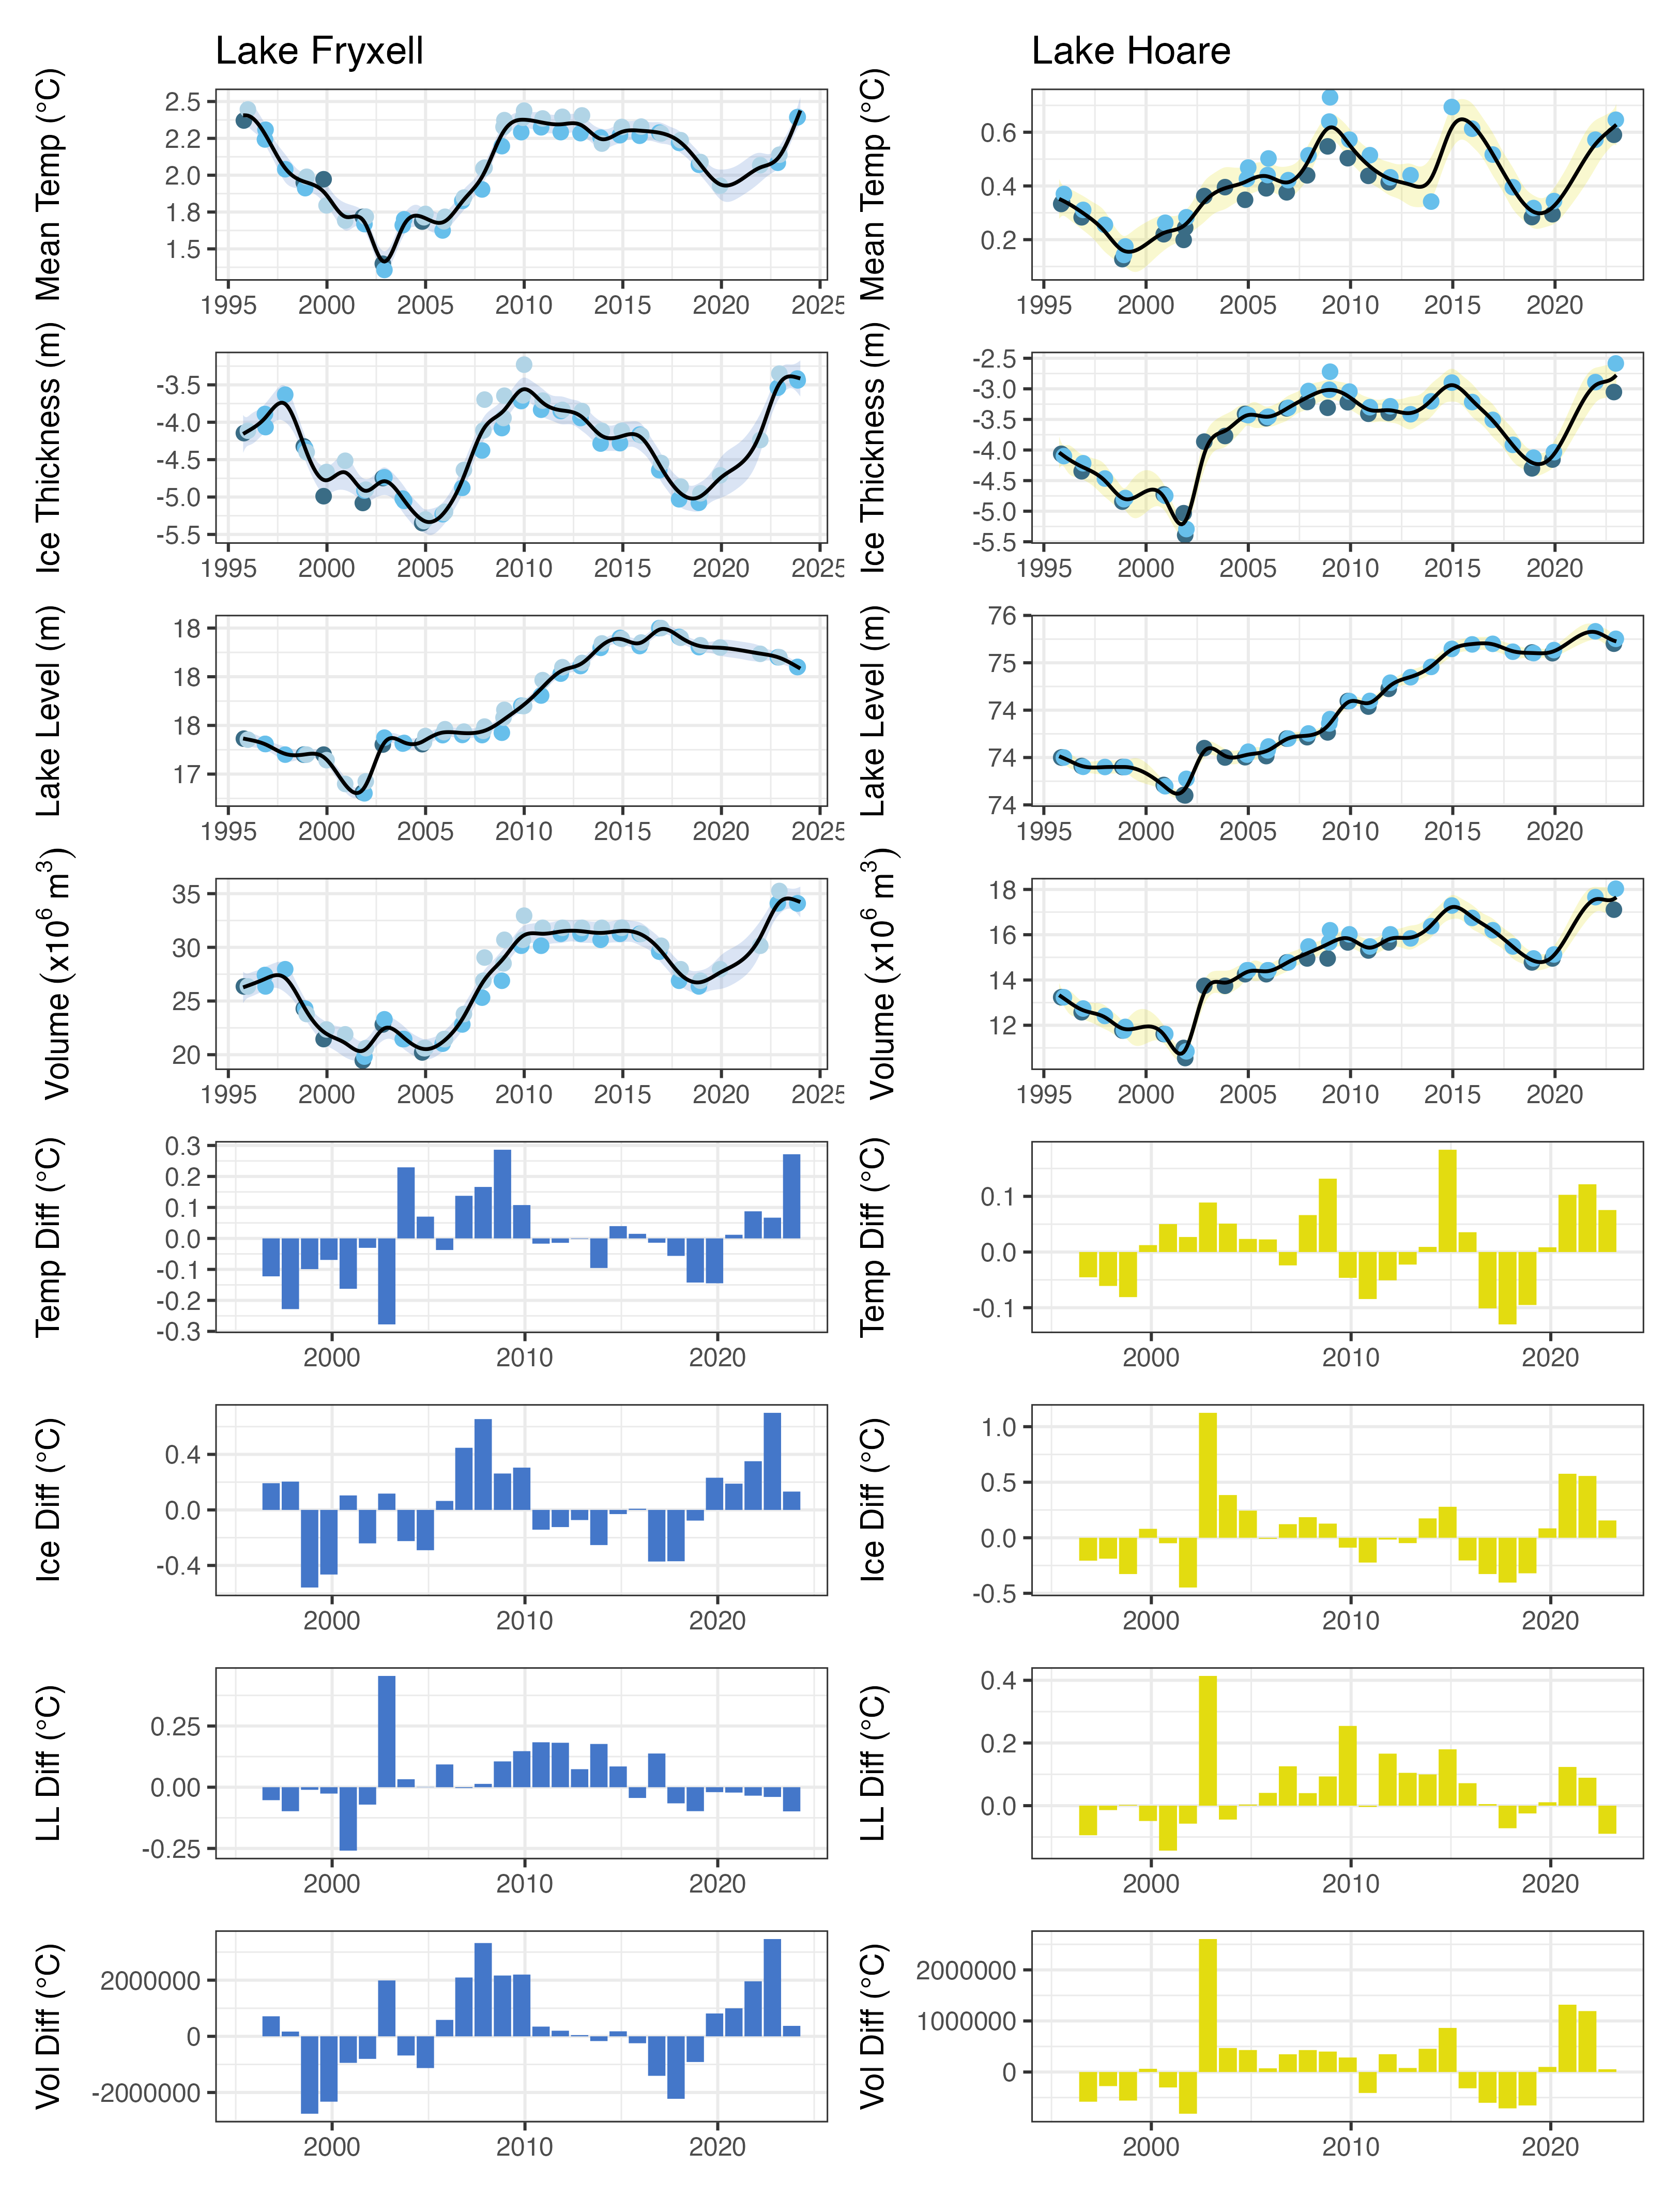 Lake Fryxell
Mean Temp (°C)
2.5
2.2
2.0
1.8
1.5
1995 2000 2005 2010 2015 2020 2025
Ice Thickness (m)
-3.5
-4.0
-4.5
-5.0
-5.5
1995 2000 2005 2010 2015 2020 2025
Lake Level (m)
18
18
18
17
1995 2000 2005 2010 2015 2020 2025
Volume (x10⁶ m³)
35
30
25
20
1995 2000 2005 2010 2015 2020 2025
Temp Diff (°C)
0.3
0.2
0.1
0.0
-0.1
-0.2
-0.3
2000 2010 2020
Ice Diff (°C)
0.4
0.0
-0.4
2000 2010 2020
LL Diff (°C)
0.25
0.00
-0.25
2000 2010 2020
Vol Diff (°C)
2000000
0
-2000000
2000 2010 2020
Lake Hoare
Mean Temp (°C)
0.6
0.4
0.2
1995 2000 2005 2010 2015 2020
Ice Thickness (m)
-2.5
-3.0
-3.5
-4.0
-4.5
-5.0
-5.5
1995 2000 2005 2010 2015 2020
Lake Level (m)
76
75
74
74
74
1995 2000 2005 2010 2015 2020
Volume (x10⁶ m³)
18
16
14
12
1995 2000 2005 2010 2015 2020
Temp Diff (°C)
0.1
0.0
-0.1
2000 2010 2020
Ice Diff (°C)
1.0
0.5
0.0
-0.5
2000 2010 2020
LL Diff (°C)
0.4
0.2
0.0
2000 2010 2020
Vol Diff (°C)
2000000
1000000
0
2000 2010 2020